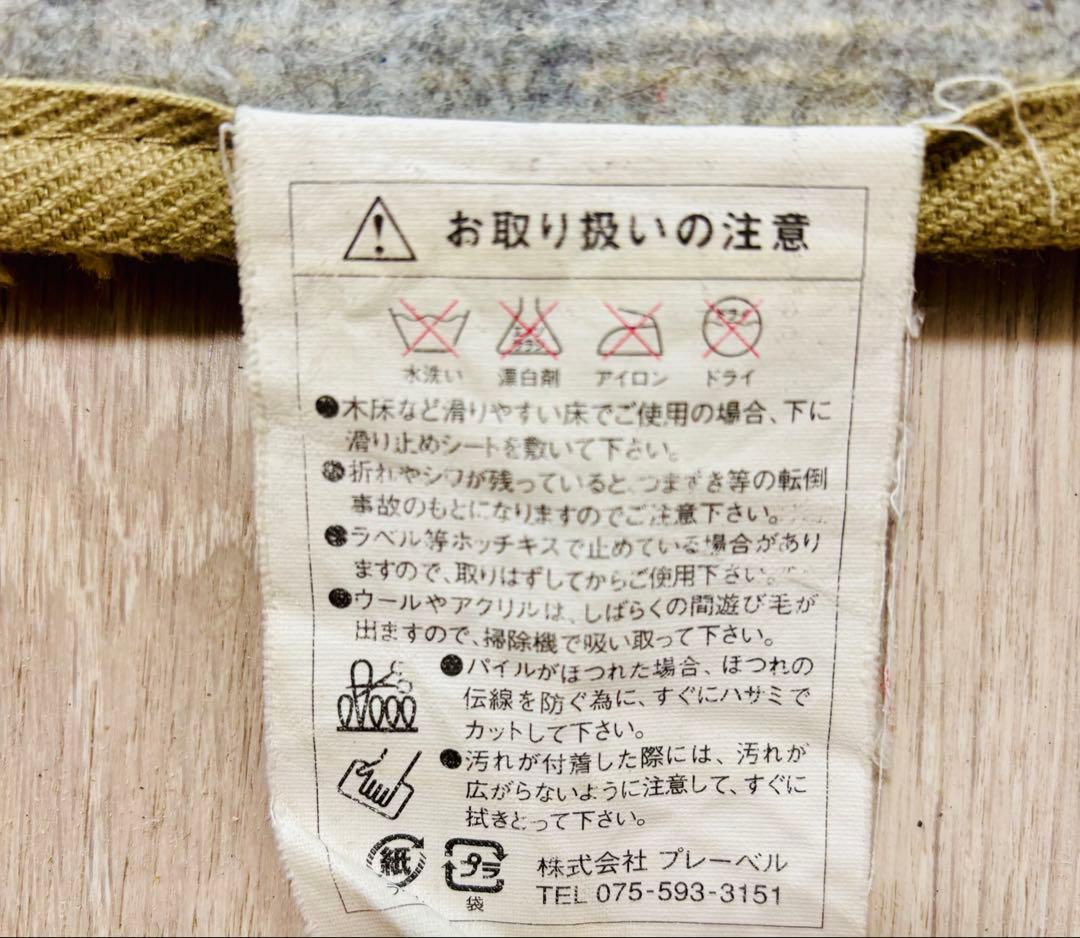 お取り扱いの注意
水洗い 漂白剤 アイロン ドライ
●木床など滑りやすい床でご使用の場合、下に
滑り止めシートを敷いて下さい。
●折れやシワが残っていると、つまずき等の転倒
事故のもとになりますのでご注意下さい。
●ラベル等ホッチキスで止めている場合があり
ますので、取りはずしてからご使用下さい。
●ウールやアクリルは、しばらくの間遊び毛が
出ますので、掃除機で吸い取って下さい。
●パイルがほつれた場合、ほつれの
伝線を防ぐ為に、すぐにハサミで
カットして下さい。
●汚れが付着した際には、汚れが
広がらないように注意して、すぐに
拭きとって下さい。
紙 プラ 株式会社 プレーベル
袋 TEL 075-593-3151